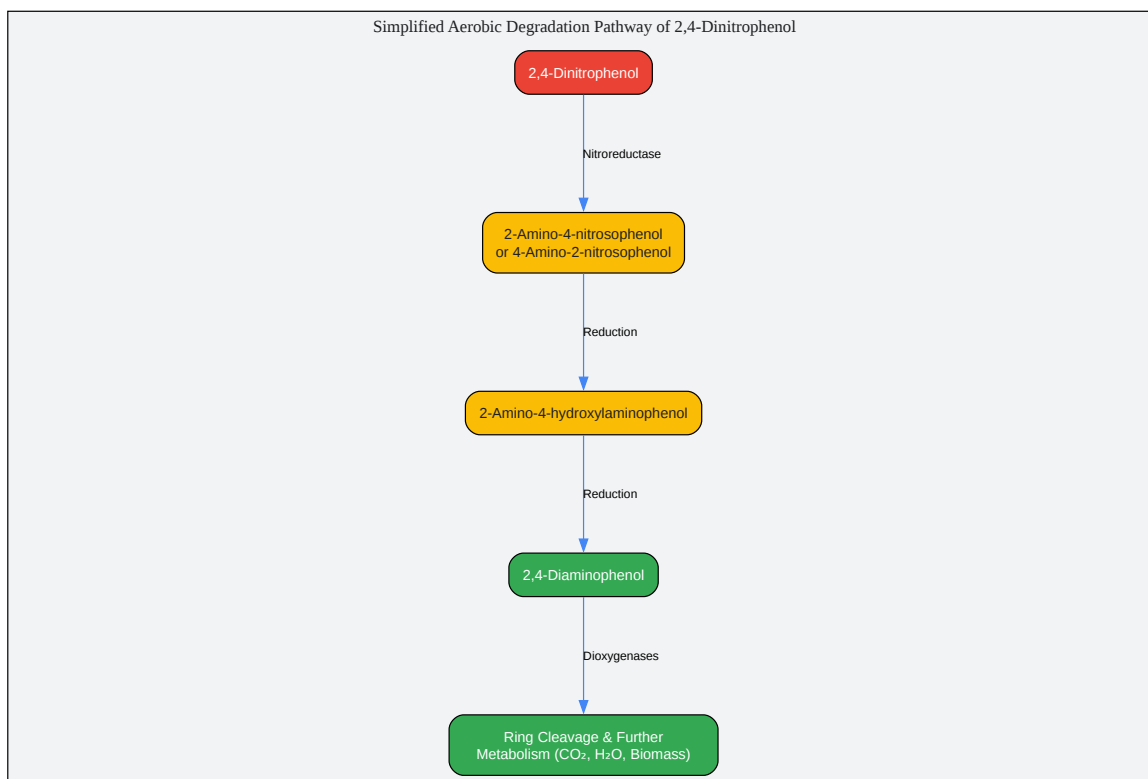 Simplified Aerobic Degradation Pathway of 2,4-Dinitrophenol
2,4-Dinitrophenol
Nitroreductase
2-Amino-4-nitrosophenol
or 4-Amino-2-nitrosophenol
Reduction
2-Amino-4-hydroxylaminophenol
Reduction
2,4-Diaminophenol
Dioxygenases
Ring Cleavage & Further
Metabolism (CO₂, H₂O, Biomass)